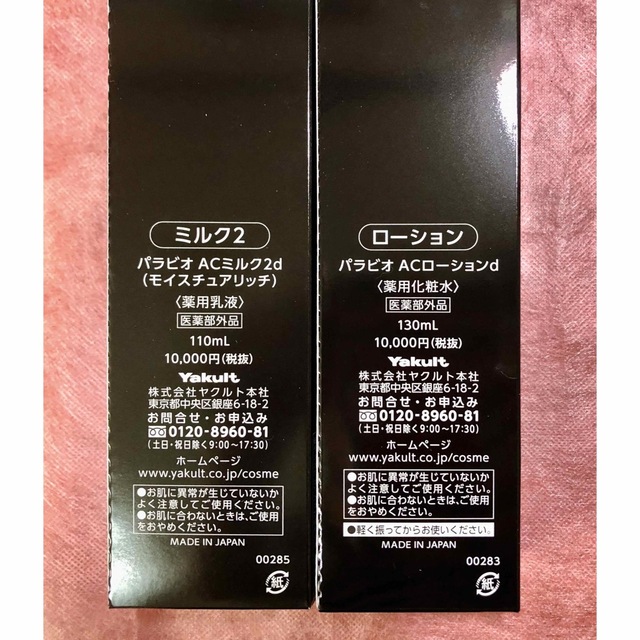 ミルク2
パラビオ ACミルク2d
(モイスチュアリッチ)
〈薬用乳液〉
医薬部外品
110mL
10,000円(税抜)
Yakult
株式会社ヤクルト本社
東京都中央区銀座6-18-2
お問合せ・お申込み
0120-8960-81
(土日・祝日除く9:00〜17:30)
ホームページ
www.yakult.co.jp/cosme
●お肌に異常が生じていないか
よく注意してご使用ください。
●お肌に合わないときは、ご使用
をおやめください。
MADE IN JAPAN
00285
紙
ローション
パラビオ ACローションd
〈薬用化粧水〉
医薬部外品
130mL
10,000円(税抜)
Yakult
株式会社ヤクルト本社
東京都中央区銀座6-18-2
お問合せ・お申込み
0120-8960-81
(土日・祝日除く9:00〜17:30)
ホームページ
www.yakult.co.jp/cosme
●お肌に異常が生じていないか
よく注意してご使用ください。
●お肌に合わないときは、ご使用
をおやめください。
●軽く振ってからお使いください。
MADE IN JAPAN
00283
紙